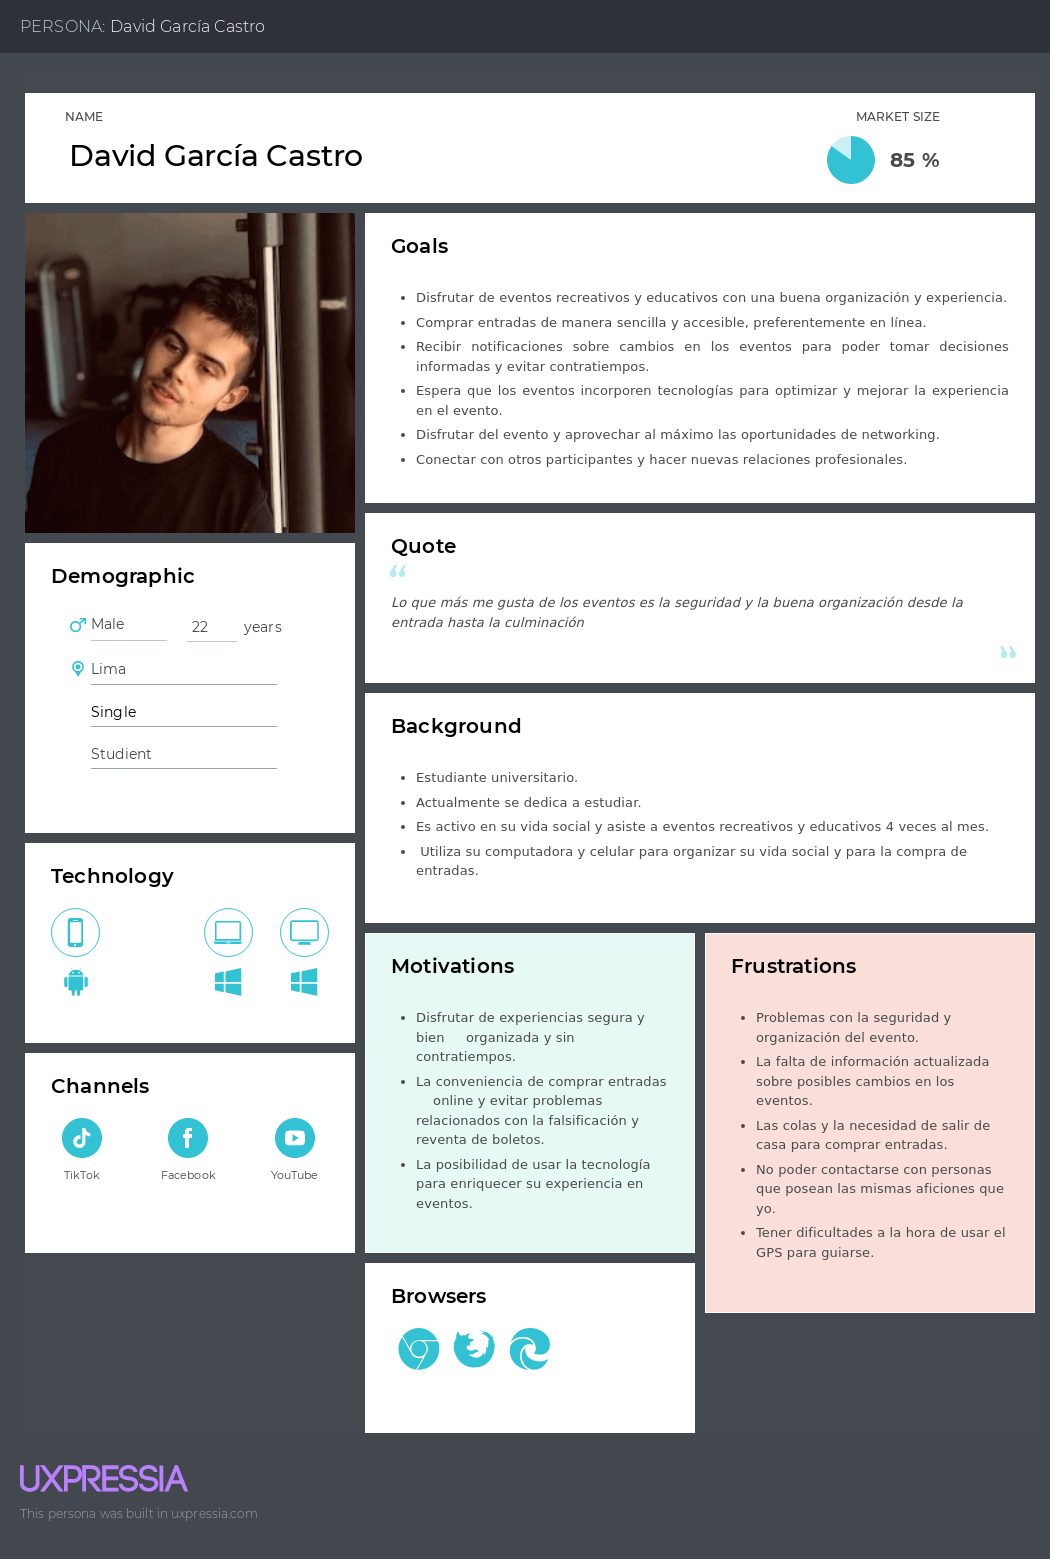 PERSONA: David García Castro
NAME
David García Castro
MARKET SIZE
85 %
Goals
• Disfrutar de eventos recreativos y educativos con una buena organización y experiencia.
• Comprar entradas de manera sencilla y accesible, preferentemente en línea.
• Recibir notificaciones sobre cambios en los eventos para poder tomar decisiones
informadas y evitar contratiempos.
• Espera que los eventos incorporen tecnologías para optimizar y mejorar la experiencia
en el evento.
• Disfrutar del evento y aprovechar al máximo las oportunidades de networking.
• Conectar con otros participantes y hacer nuevas relaciones profesionales.
Quote
“
Lo que más me gusta de los eventos es la seguridad y la buena organización desde la
entrada hasta la culminación
”
Demographic
Male
22 years
Lima
Single
Studient
Background
• Estudiante universitario.
• Actualmente se dedica a estudiar.
• Es activo en su vida social y asiste a eventos recreativos y educativos 4 veces al mes.
• Utiliza su computadora y celular para organizar su vida social y para la compra de
entradas.
Technology
Channels
TikTok
Facebook
YouTube
Motivations
• Disfrutar de experiencias segura y
bien organizada y sin
contratiempos.
• La conveniencia de comprar entradas
online y evitar problemas
relacionados con la falsificación y
reventa de boletos.
• La posibilidad de usar la tecnología
para enriquecer su experiencia en
eventos.
Frustrations
• Problemas con la seguridad y
organización del evento.
• La falta de información actualizada
sobre posibles cambios en los
eventos.
• Las colas y la necesidad de salir de
casa para comprar entradas.
• No poder contactarse con personas
que posean las mismas aficiones que
yo.
• Tener dificultades a la hora de usar el
GPS para guiarse.
Browsers
UXPRESSIA
This persona was built in uxpressia.com